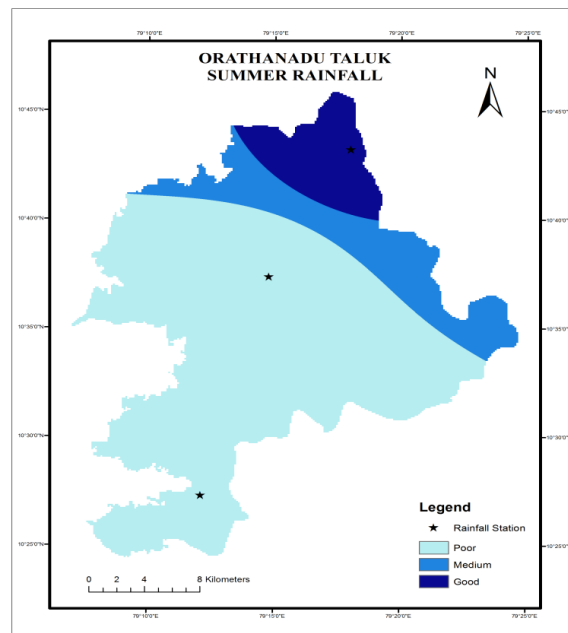 79°10'0"E 79°15'0"E 79°20'0"E 79°25'0"E
ORATHANADU TALUK
SUMMER RAINFALL
N
10°45'0"N 10°45'0"N
10°40'0"N 10°40'0"N
10°35'0"N 10°35'0"N
10°30'0"N 10°30'0"N
10°25'0"N 10°25'0"N
Legend
Rainfall Station
Poor
Medium
Good
0 2 4 8 Kilometers
79°10'0"E 79°15'0"E 79°20'0"E 79°25'0"E